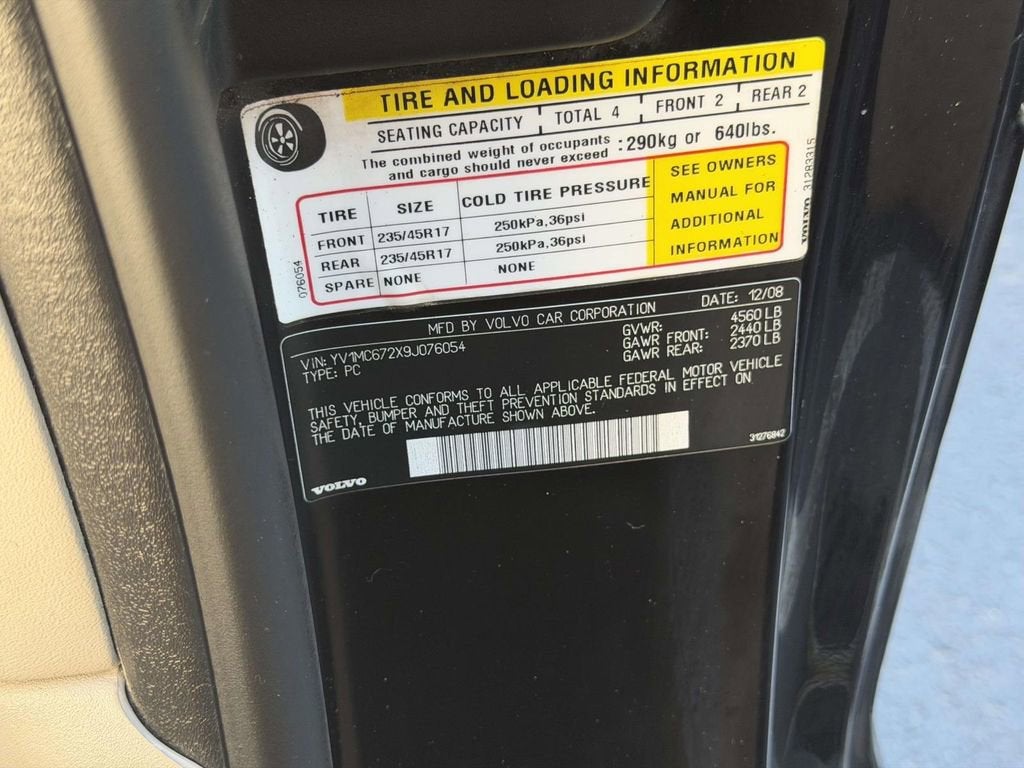 TIRE AND LOADING INFORMATION
SEATING CAPACITY TOTAL 4 FRONT 2 REAR 2
The combined weight of occupants and cargo should never exceed : 290kg or 640lbs.
TIRE SIZE COLD TIRE PRESSURE
FRONT 235/45R17 250kPa,36psi
REAR 235/45R17 250kPa,36psi
SPARE NONE NONE
SEE OWNERS
MANUAL FOR
ADDITIONAL
INFORMATION
076054
VOLVO 31283315
MFD BY VOLVO CAR CORPORATION DATE: 12/08
VIN: YV1MC672X9J076054
TYPE: PC
GVWR: 4560 LB
GAWR FRONT: 2440 LB
GAWR REAR: 2370 LB
THIS VEHICLE CONFORMS TO ALL APPLICABLE FEDERAL MOTOR VEHICLE
SAFETY, BUMPER AND THEFT PREVENTION STANDARDS IN EFFECT ON
THE DATE OF MANUFACTURE SHOWN ABOVE.
31276842
VOLVO